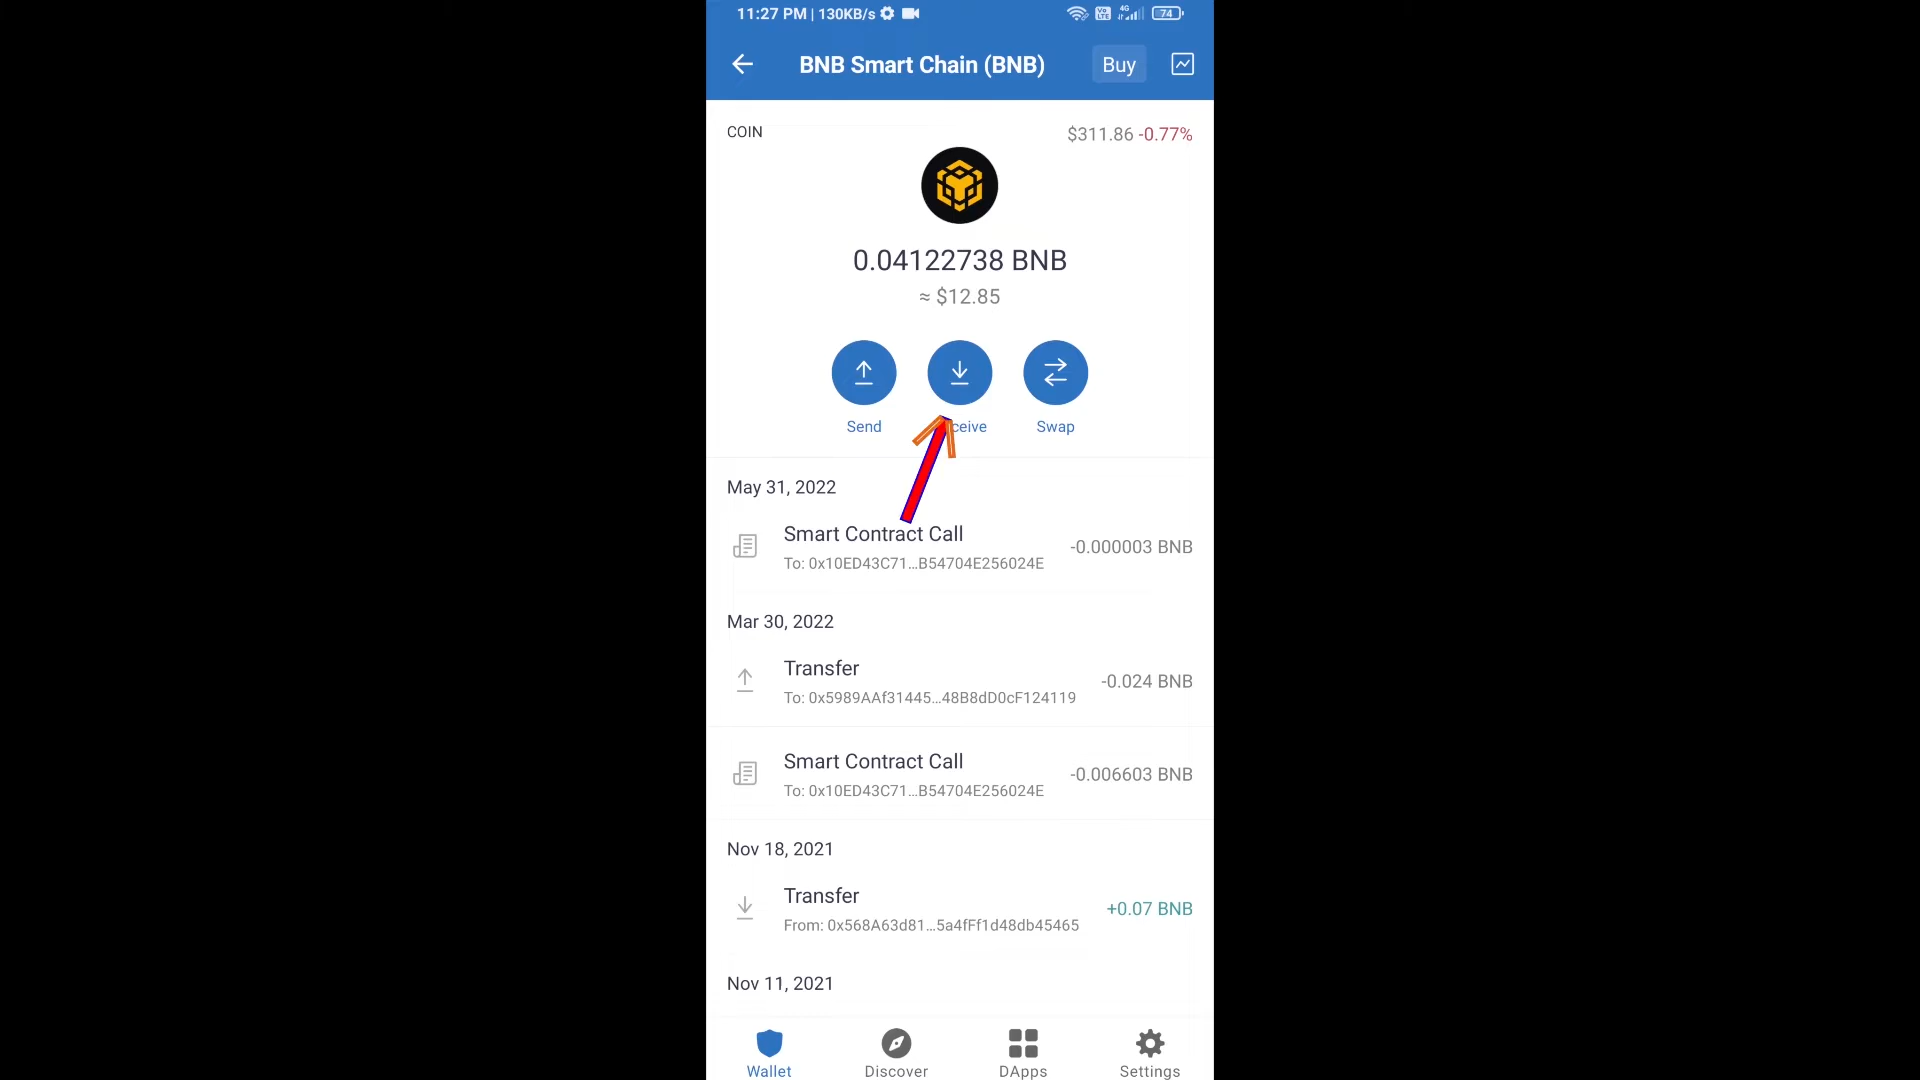 11:27 PM | 130KB/s
Vo LTE 4G 74
BNB Smart Chain (BNB) Buy
COIN $311.86 -0.77%
0.04122738 BNB
≈ $12.85
Send ceive Swap
May 31, 2022
Smart Contract Call -0.000003 BNB
To: 0x10ED43C71...B54704E256024E
Mar 30, 2022
Transfer -0.024 BNB
To: 0x5989AAf31445...48B8dD0cF124119
Smart Contract Call -0.006603 BNB
To: 0x10ED43C71...B54704E256024E
Nov 18, 2021
Transfer +0.07 BNB
From: 0x568A63d81...5a4fFf1d48db45465
Nov 11, 2021
Wallet Discover DApps Settings